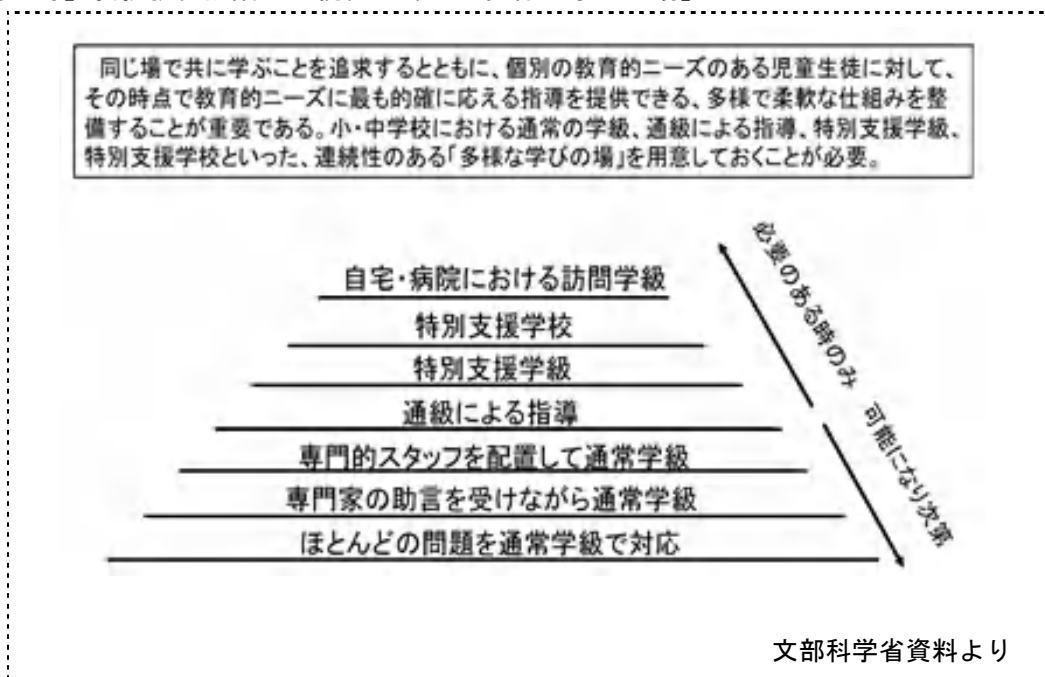 同じ場で共に学ぶことを追求するとともに、個別の教育的ニーズのある児童生徒に対して、
その時点で教育的ニーズに最も的確に応える指導を提供できる、多様で柔軟な仕組みを整
備することが重要である。小・中学校における通常の学級、通級による指導、特別支援学級、
特別支援学校といった、連続性のある「多様な学びの場」を用意しておくことが必要。
自宅・病院における訪問学級
特別支援学校
特別支援学級
通級による指導
専門的スタッフを配置して通常学級
専門家の助言を受けながら通常学級
ほとんどの問題を通常学級で対応
必要のある時のみ
可能になり次第
文部科学省資料より